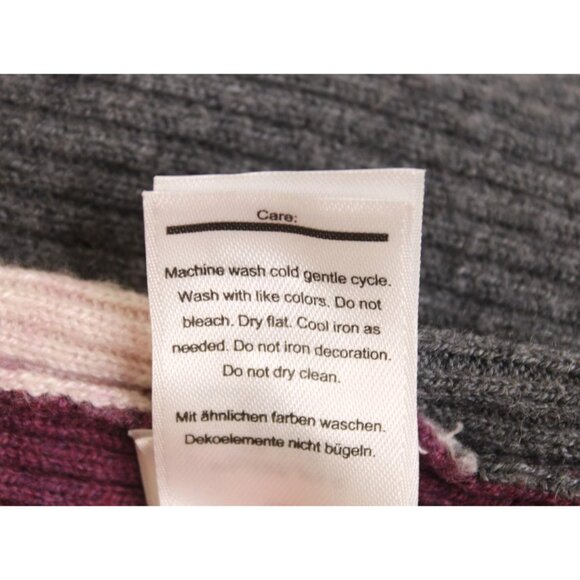 Care:
Machine wash cold gentle cycle.
Wash with like colors. Do not
bleach. Dry flat. Cool iron as
needed. Do not iron decoration.
Do not dry clean.
Mit ähnlichen farben waschen.
Dekoelemente nicht bügeln.